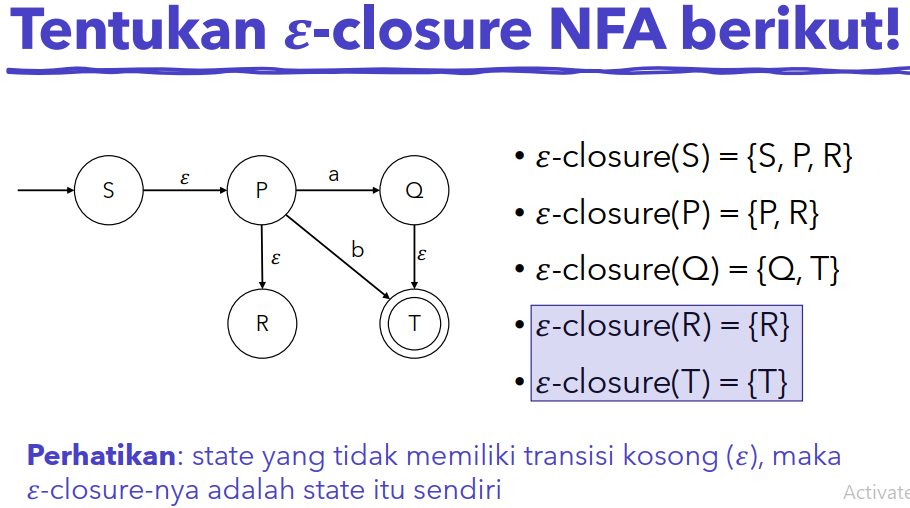 Tentukan ε-closure NFA berikut!
S
ε
P
a
Q
ε
b
ε
R
T
• ε-closure(S) = {S, P, R}
• ε-closure(P) = {P, R}
• ε-closure(Q) = {Q, T}
• ε-closure(R) = {R}
• ε-closure(T) = {T}
Perhatikan: state yang tidak memiliki transisi kosong (ε), maka
ε-closure-nya adalah state itu sendiri
Activate